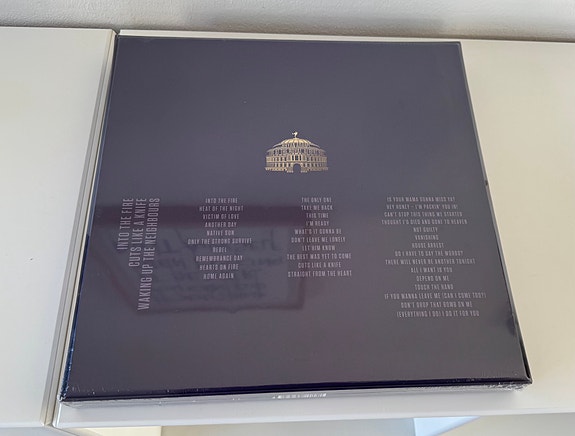 INTO THE FIRE
CUTS LIKE A KNIFE
WAKING UP THE NEIGHBOURS
INTO THE FIRE
HEAT OF THE NIGHT
VICTIM OF LOVE
ANOTHER DAY
NATIVE SON
ONLY THE STRONG SURVIVE
REBEL
REMEMBRANCE DAY
HEARTS ON FIRE
HOME AGAIN
THE ONLY ONE
TAKE ME BACK
THIS TIME
I'M READY
WHAT'S IT GONNA BE
DON'T LEAVE ME LONELY
LET HIM KNOW
THE BEST WAS YET TO COME
CUTS LIKE A KNIFE
STRAIGHT FROM THE HEART
IS YOUR MAMA GONNA MISS YA?
HEY HONEY - I'M PACKIN' YOU IN!
CAN'T STOP THIS THING WE STARTED
THOUGHT I'D DIED AND GONE TO HEAVEN
NOT GUILTY
VANISHING
HOUSE ARREST
DO I HAVE TO SAY THE WORDS?
THERE WILL NEVER BE ANOTHER TONIGHT
ALL I WANT IS YOU
DEPEND ON ME
TOUCH THE HAND
IF YOU WANNA LEAVE ME (CAN I COME TOO?)
DON'T DROP THAT BOMB ON ME
(EVERYTHING I DO) I DO IT FOR YOU